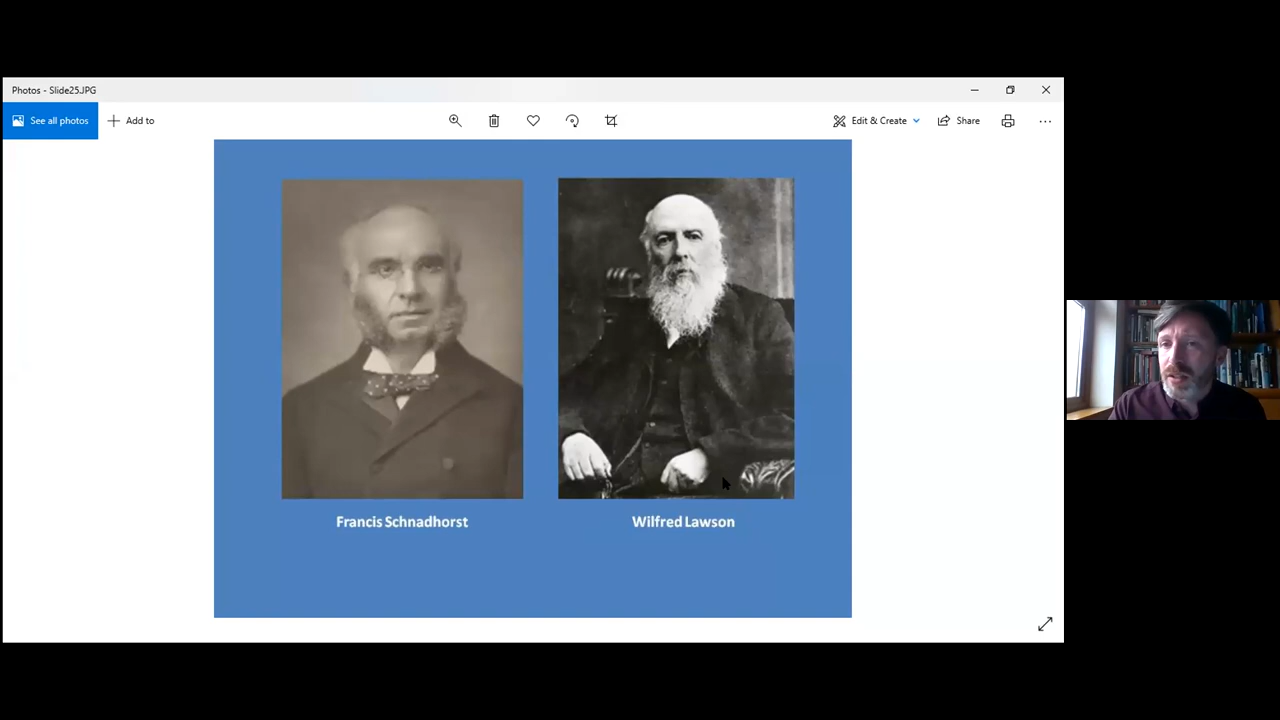 Photos - Slide25.JPG
See all photos
Add to
Edit & Create
Share
Francis Schnadhorst
Wilfred Lawson